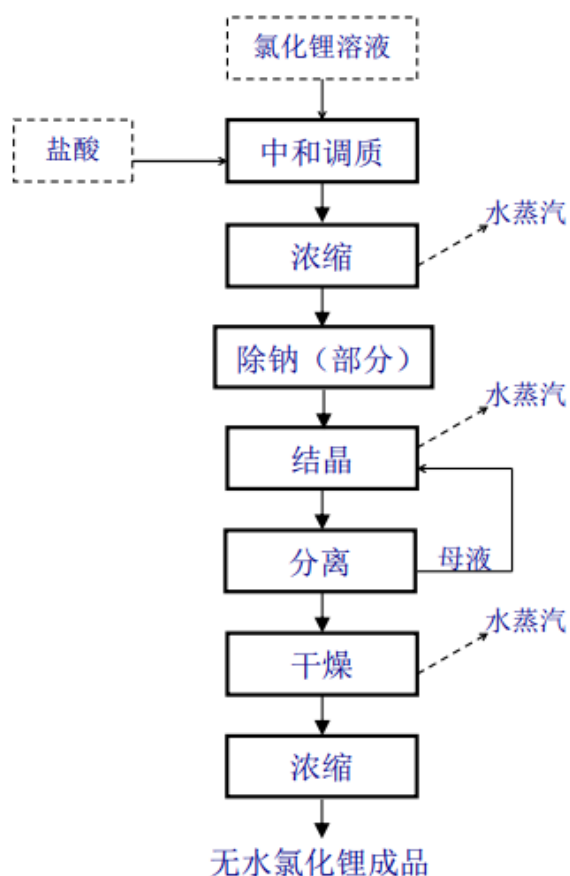 氯化锂溶液
盐酸
中和调质
水蒸汽
浓缩
除钠（部分）
水蒸汽
结晶
分离
母液
水蒸汽
干燥
浓缩
无水氯化锂成品